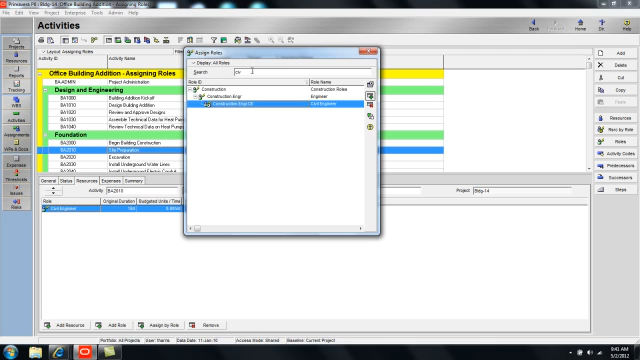 Primavera P6 : Bldg-14 (Office Building Addition - Assigning Roles)
File Edit View Project Enterprise Tools Admin Help
Activities
Back Home Dir. Help
Layout: Assigning Roles Filter
Activity ID Activity Name
Office Building Addition - Assigning Roles
BA.ADMIN Project Administration
Design and Engineering
BA1000 Building Addition Kickoff
BA1010 Design Building Addition
BA1020 Review and Approve Designs
BA1030 Assemble Technical Data for Heat Pump
BA1040 Review Technical Data on Heat Pumps
Foundation
BA2000 Begin Building Construction
BA2010 Site Preparation
BA2020 Excavation
BA2030 Install Underground Water Lines
BA2040 Install Underground Electric Conduit
Projects
Resources
Reports
Tracking
WBS
Activities
Assignments
WPs & Docs
Expenses
Thresholds
Issues
Risks
Assign Roles
Display: All Roles
Search civ
Role ID Role Name
Construction Construction Roles
Construction.Engr Engineer
Construction.Engr.CE Civil Engineer
Add
Delete
Cut
Copy
Paste
Resources
Rsrc by Role
Roles
Activity Codes
Predecessors
Successors
Steps
General Status Resources Expenses Summary
Activity BA2010 Project Bldg-14
Role Original Duration Budgeted Units / Time
Civil Engineer
Add Resource Add Role Assign by Role Remove
Portfolio: All Projects User: tharris Data Date: 11-Jan-10 Access Mode: Shared Baseline: Current Project
9:41 AM
5/2/2012